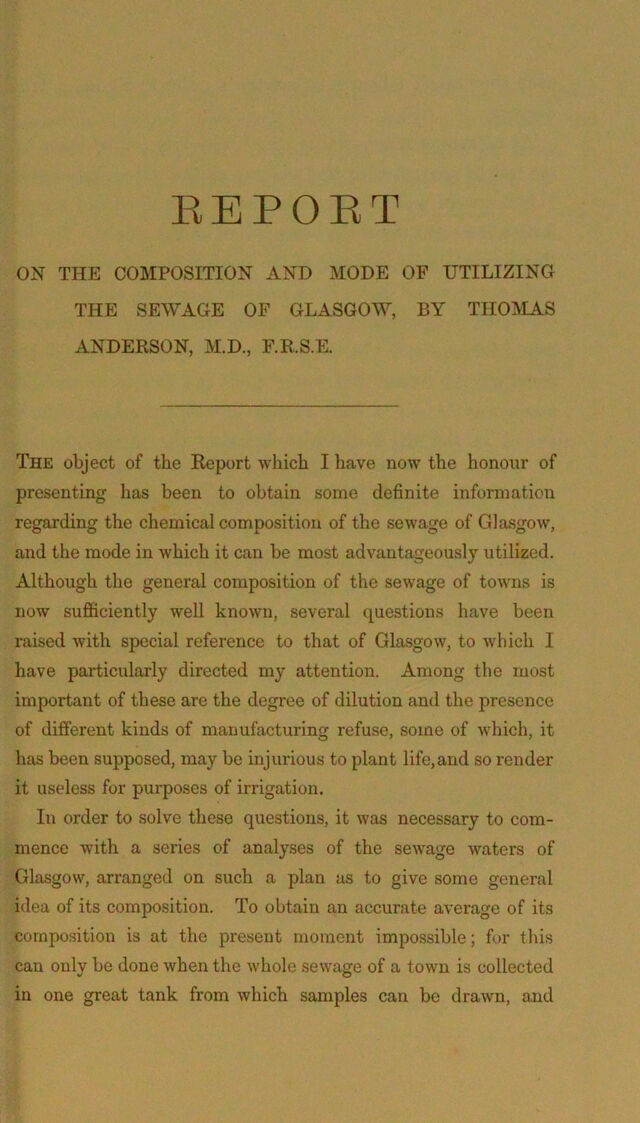 REPORT
ON THE COMPOSITION AND MODE OF UTILIZING
THE SEWAGE OF GLASGOW, BY THOMAS
ANDERSON, M.D., F.R.S.E.
The object of the Report which I have now the honour of
presenting has been to obtain some definite information
regarding the chemical composition of the sewage of Glasgow,
and the mode in which it can be most advantageously utilized.
Although the general composition of the sewage of towns is
now sufficiently well known, several questions have been
raised with special reference to that of Glasgow, to which I
have particularly directed my attention. Among the most
important of these are the degree of dilution and the presence
of different kinds of manufacturing refuse, some of which, it
has been supposed, may be injurious to plant life, and so render
it useless for purposes of irrigation.
In order to solve these questions, it was necessary to com-
mence with a series of analyses of the sewage waters of
Glasgow, arranged on such a plan as to give some general
idea of its composition. To obtain an accurate average of its
composition is at the present moment impossible; for this
can only be done when the whole sewage of a town is collected
in one great tank from which samples can be drawn, and